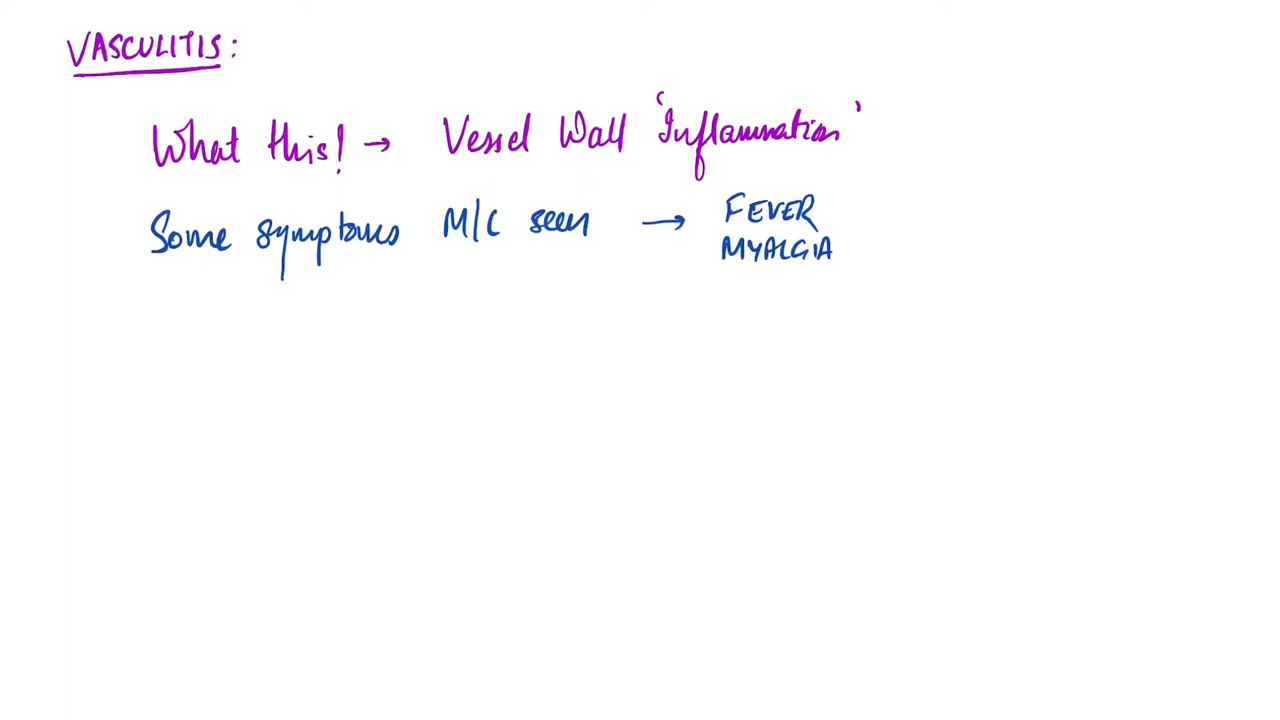 VASCULITIS:
What this! → Vessel Wall 'Inflammation'
Some symptoms M/C seen → FEVER
MYALGIA